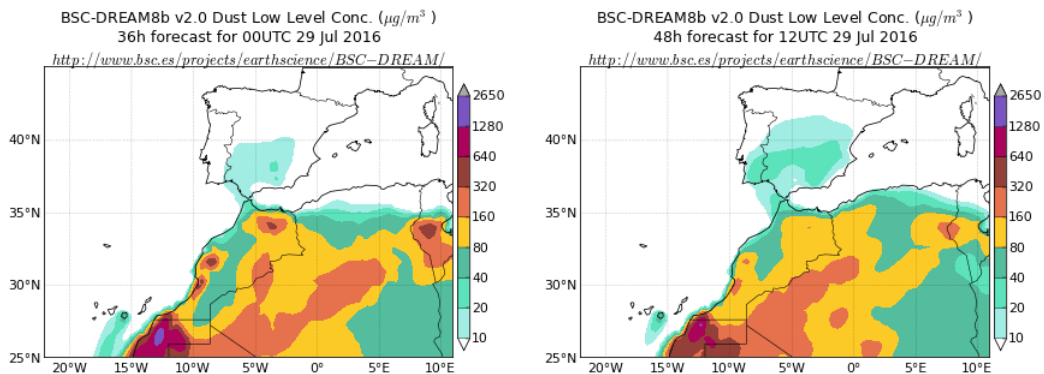 BSC-DREAM8b v2.0 Dust Low Level Conc. (μg/m³ )
36h forecast for 00UTC 29 Jul 2016
http://www.bsc.es/projects/earthscience/BSC−DREAM/
40°N
35°N
30°N
25°N
20°W
15°W
10°W
5°W
0°
5°E
10°E
2650
1280
640
320
160
80
40
20
10
BSC-DREAM8b v2.0 Dust Low Level Conc. (μg/m³ )
48h forecast for 12UTC 29 Jul 2016
http://www.bsc.es/projects/earthscience/BSC−DREAM/
40°N
35°N
30°N
25°N
20°W
15°W
10°W
5°W
0°
5°E
10°E
2650
1280
640
320
160
80
40
20
10